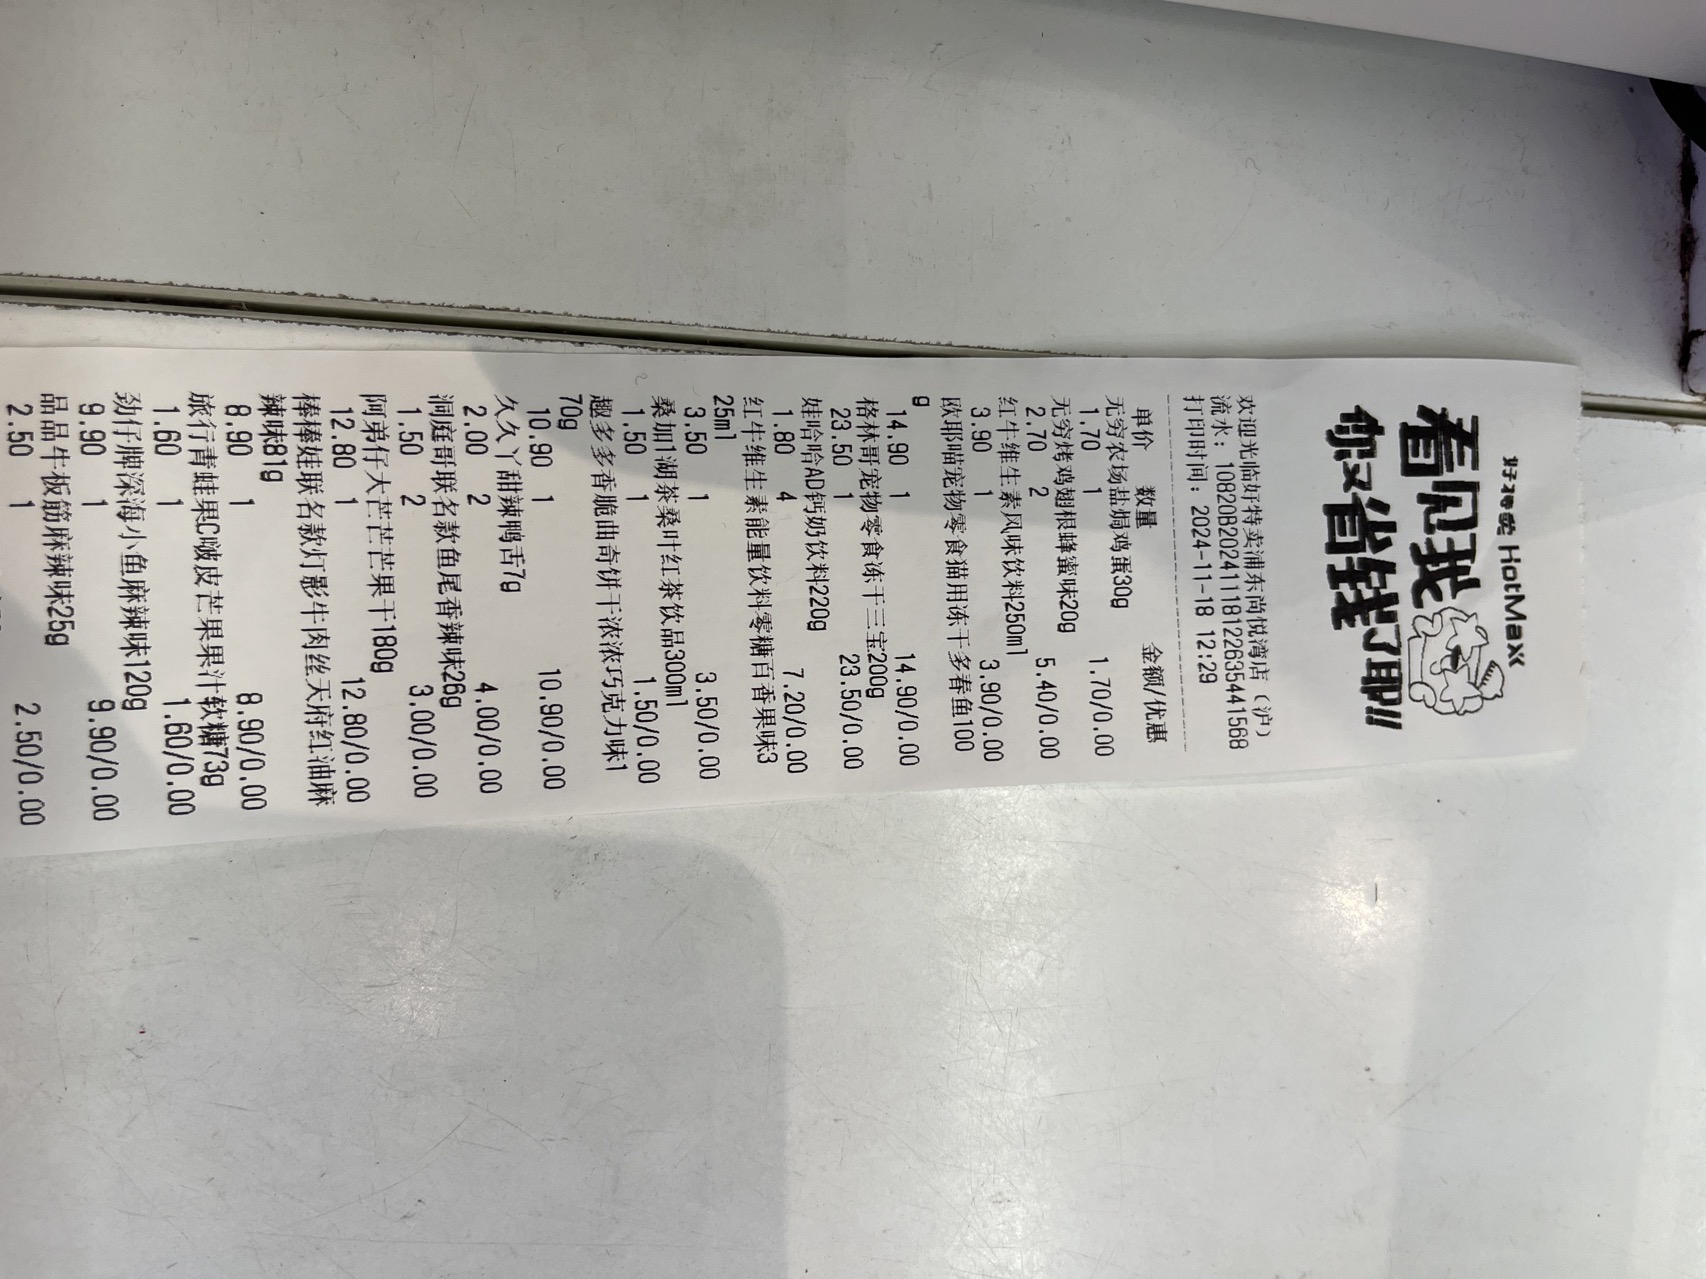 好特卖 HotMaxx
看见我
你又省钱了耶!!
欢迎光临好特卖浦东尚悦湾店（沪）
流水：10820B2024111812263544 1568
打印时间：2024-11-18 12:29
单价 数量 金额/优惠
无穷农场盐焗鸡蛋30g
1.70 1 1.70/0.00
无穷烤鸡翅根蜂蜜味20g
2.70 2 5.40/0.00
红牛维生素风味饮料250ml
3.90 1 3.90/0.00
欧耶喵宠物零食猫用冻干多春鱼100
g
14.90 1 14.90/0.00
格林哥宠物零食冻干三宝200g
23.50 1 23.50/0.00
娃哈哈AD钙奶饮料220g
1.80 4 7.20/0.00
红牛维生素能量饮料零糖百香果味3
25ml
3.50 1 3.50/0.00
桑加1湖茶桑叶红茶饮品300ml
1.50 1 1.50/0.00
趣多多香脆曲奇饼干浓浓巧克力味1
70g
10.90 1 10.90/0.00
久久丫甜辣鸭舌7g
2.00 2 4.00/0.00
洞庭哥联名款鱼尾香辣味26g
1.50 2 3.00/0.00
阿弟仔大芒芒芒果干180g
12.80 1 12.80/0.00
棒棒娃联名款灯影牛肉丝天府红油麻
辣味81g
8.90 1 8.90/0.00
旅行青蛙果C啵皮芒果果汁软糖73g
1.60 1 1.60/0.00
劲仔牌深海小鱼麻辣味120g
9.90 1 9.90/0.00
品品牛板筋麻辣味25g
2.50 1 2.50/0.00